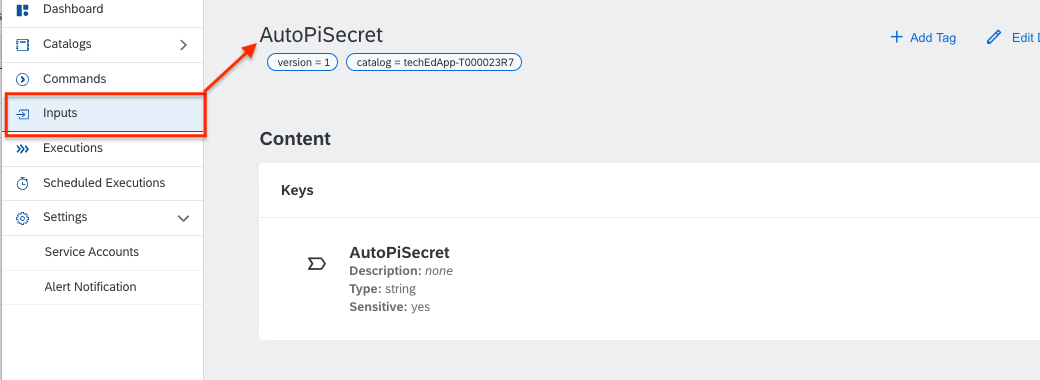 Dashboard
Catalogs
Commands
Inputs
Executions
Scheduled Executions
Settings
Service Accounts
Alert Notification
AutoPiSecret
version = 1
catalog = techEdApp-T000023R7
Add Tag
Edit
Content
Keys
AutoPiSecret
Description: none
Type: string
Sensitive: yes